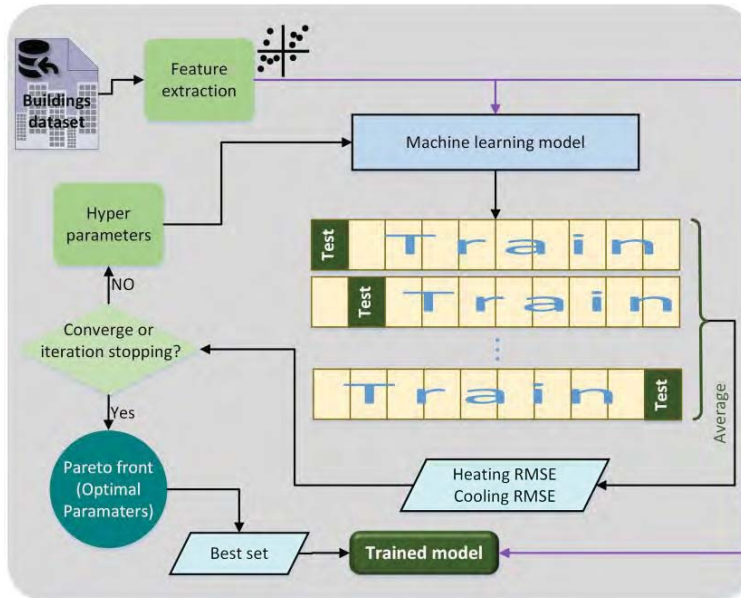 Buildings
dataset
Feature
extraction
Machine learning model
Hyper
parameters
Test
Train
Test
Train
Train
Test
Average
NO
Converge or
iteration stopping?
Yes
Heating RMSE
Cooling RMSE
Pareto front
(Optimal
Paramaters)
Best set
Trained model